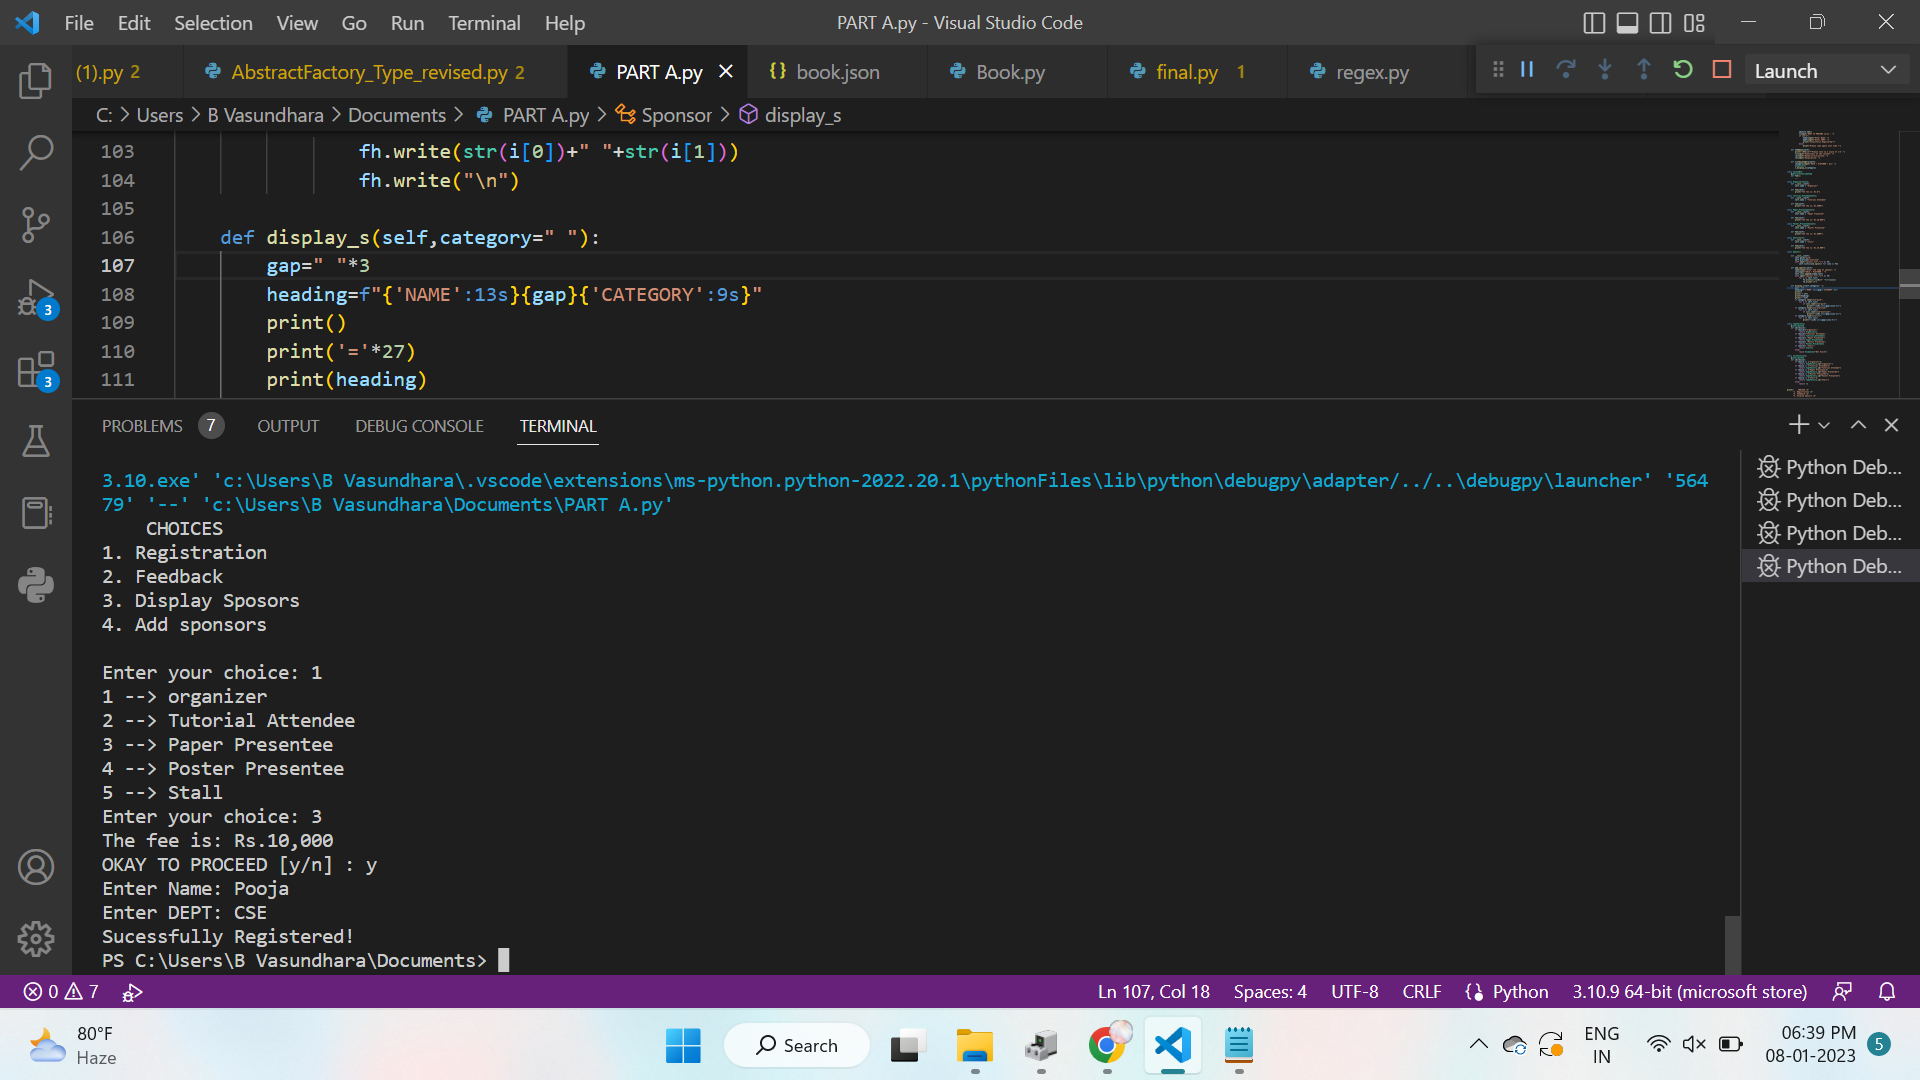 File Edit Selection View Go Run Terminal Help PART A.py - Visual Studio Code
(1).py 2 AbstractFactory_Type_revised.py 2 PART A.py book.json Book.py final.py 1 regex.py Launch
C: > Users > B Vasundhara > Documents > PART A.py > Sponsor > display_s
103 fh.write(str(i[0])+" "+str(i[1]))
104 fh.write("\n")
105
106 def display_s(self,category=" "):
107 gap=" "*3
108 heading=f"{'NAME':13s}{gap}{'CATEGORY':9s}"
109 print()
110 print('='*27)
111 print(heading)
PROBLEMS 7 OUTPUT DEBUG CONSOLE TERMINAL
3.10.exe' 'c:\Users\B Vasundhara\.vscode\extensions\ms-python.python-2022.20.1\pythonFiles\lib\python\debugpy\adapter/../..\debugpy\launcher' '564
79' '--' 'c:\Users\B Vasundhara\Documents\PART A.py'
CHOICES
1. Registration
2. Feedback
3. Display Sposors
4. Add sponsors
Enter your choice: 1
1 --> organizer
2 --> Tutorial Attendee
3 --> Paper Presentee
4 --> Poster Presentee
5 --> Stall
Enter your choice: 3
The fee is: Rs.10,000
OKAY TO PROCEED [y/n] : y
Enter Name: Pooja
Enter DEPT: CSE
Sucessfully Registered!
PS C:\Users\B Vasundhara\Documents>
Python Deb...
Python Deb...
Python Deb...
Python Deb...
3
3
0 7 Ln 107, Col 18 Spaces: 4 UTF-8 CRLF Python 3.10.9 64-bit (microsoft store)
80°F
Haze
Search
ENG
IN
06:39 PM
08-01-2023
5